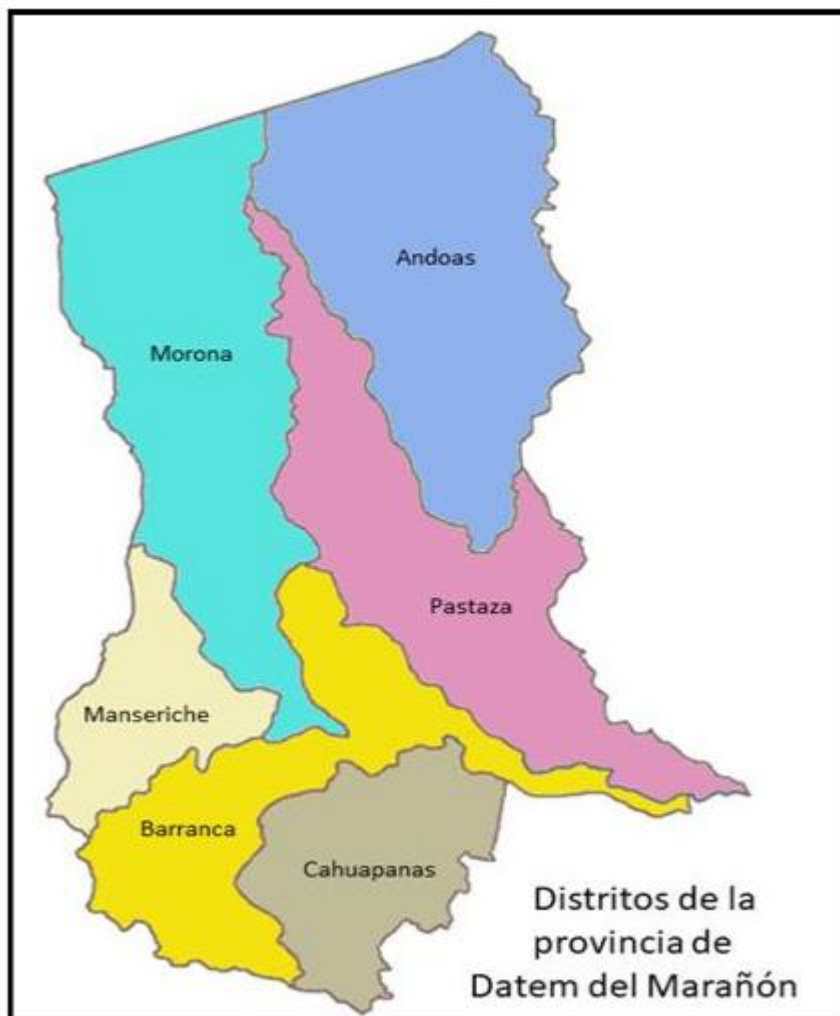 Andoas
Morona
Pastaza
Manseriche
Barranca
Cahuapanas
Distritos de la
provincia de
Datem del Marañón